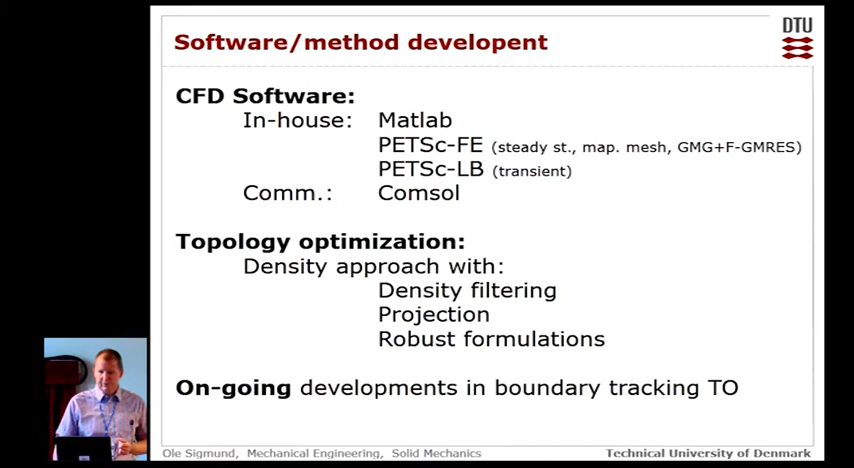 DTU
Software/method developent
CFD Software:
In-house: Matlab
PETSc-FE (steady st., map. mesh, GMG+F-GMRES)
PETSc-LB (transient)
Comm.: Comsol
Topology optimization:
Density approach with:
Density filtering
Projection
Robust formulations
On-going developments in boundary tracking TO
Ole Sigmund, Mechanical Engineering, Solid Mechanics
Technical University of Denmark